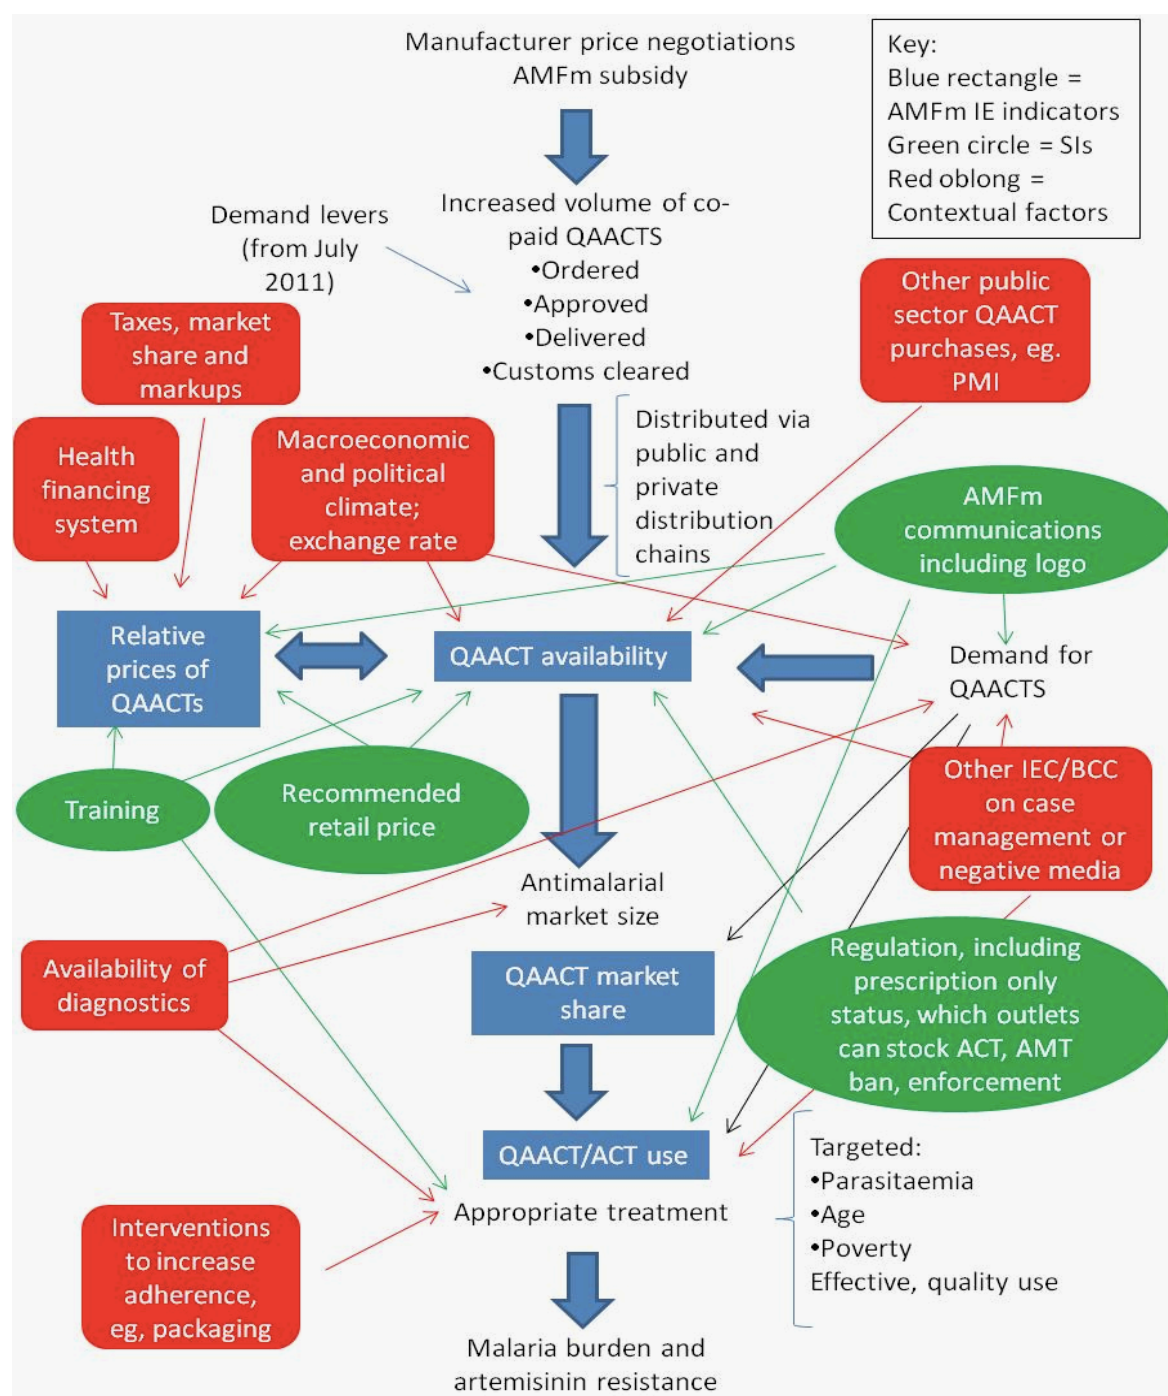 Manufacturer price negotiations
AMFm subsidy
Key:
Blue rectangle =
AMFm IE indicators
Green circle = SIs
Red oblong =
Contextual factors
Demand levers
(from July
2011)
Increased volume of co-
paid QAACTS
•Ordered
•Approved
•Delivered
•Customs cleared
Other public
sector QAACT
purchases, eg.
PMI
Taxes, market
share and
markups
Health
financing
system
Macroeconomic
and political
climate;
exchange rate
Distributed via
public and
private
distribution
chains
AMFm
communications
including logo
Relative
prices of
QAACTs
QAACT availability
Demand for
QAACTS
Training
Recommended
retail price
Other IEC/BCC
on case
management or
negative media
Antimalarial
market size
Availability of
diagnostics
QAACT market
share
Regulation, including
prescription only
status, which outlets
can stock ACT, AMT
ban, enforcement
QAACT/ACT use
Appropriate treatment
Targeted:
•Parasitaemia
•Age
•Poverty
Effective, quality use
Interventions
to increase
adherence,
eg, packaging
Malaria burden and
artemisinin resistance